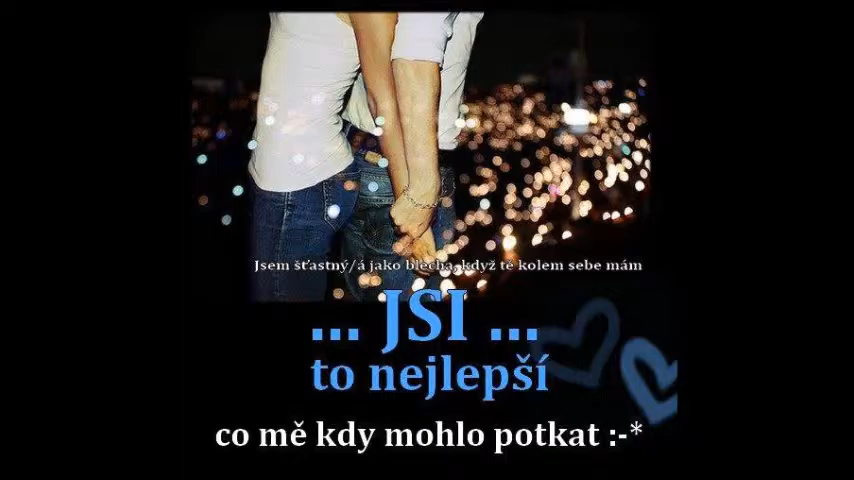 Jsem šťastný/á jako blecha, když tě kolem sebe mám
... JSI ...
to nejlepší
co mě kdy mohlo potkat :-*